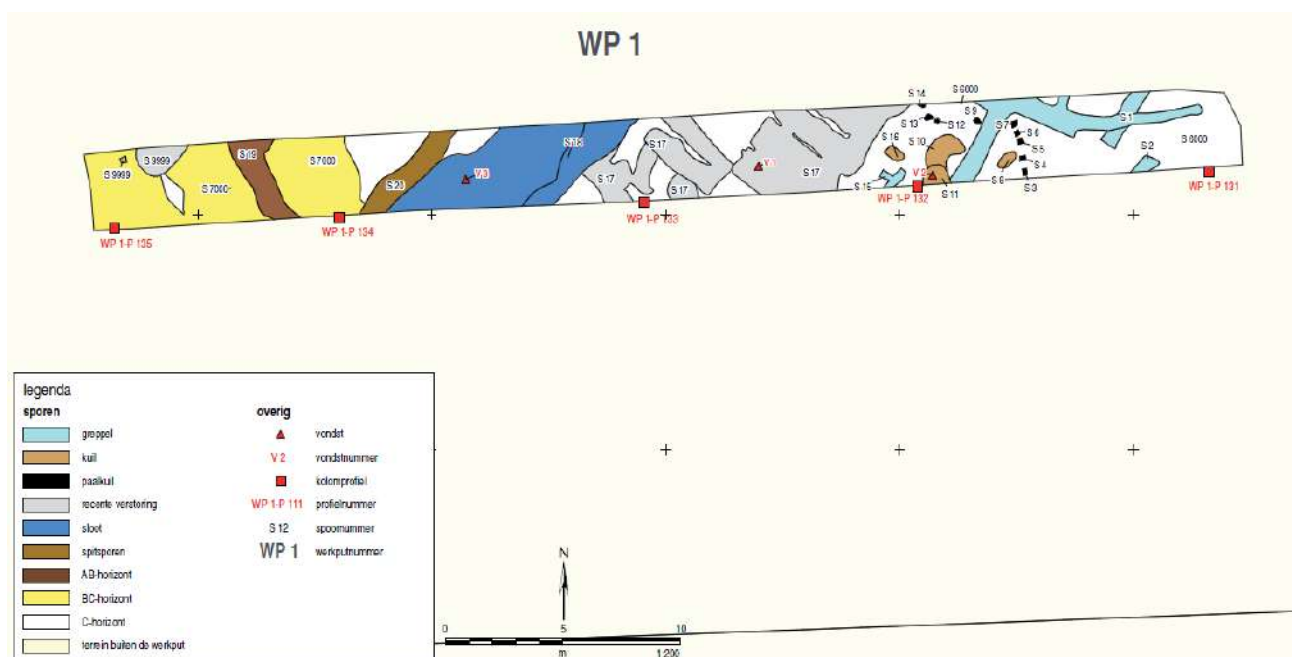 WP 1
S 14
S 6000
S 13
S 12
S 9
S 7
S 1
S 16
S 10
S 6
S 5
S 4
S 3
S 2
S 6000
S 15
V 2
S 11
S 17
S 17
S 17
S 17
V 1
S 18
V 3
S 20
S 7000
S 19
S 7000
S 9999
S 9999
WP 1-P 135
WP 1-P 134
WP 1-P 133
WP 1-P 132
WP 1-P 131
legenda
sporen
greppel
kuil
paalkuil
recente verstoring
sloot
spitsporen
AB-horizont
BC-horizont
C-horizont
terrein buiten de werkput
overig
vondst
V 2 vondstnummer
kolomprofiel
WP 1-P 111 profielnummer
S 12 spoornummer
WP 1 werkputnummer
N
0 5 10
m 1:200